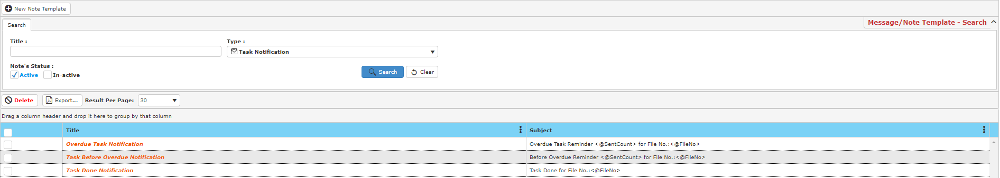 New Note Template
Search
Message/Note Template - Search
Title :
Type :
Task Notification
Note's Status :
Active
In-active
Search
Clear
Delete
Export...
Result Per Page:
30
Drag a column header and drop it here to group by that column
Title
Subject
Overdue Task Notification
Overdue Task Reminder <@SentCount> for File No.:<@FileNo>
Task Before Overdue Notification
Before Overdue Reminder <@SentCount> for File No.:<@FileNo>
Task Done Notification
Task Done for File No.:<@FileNo>